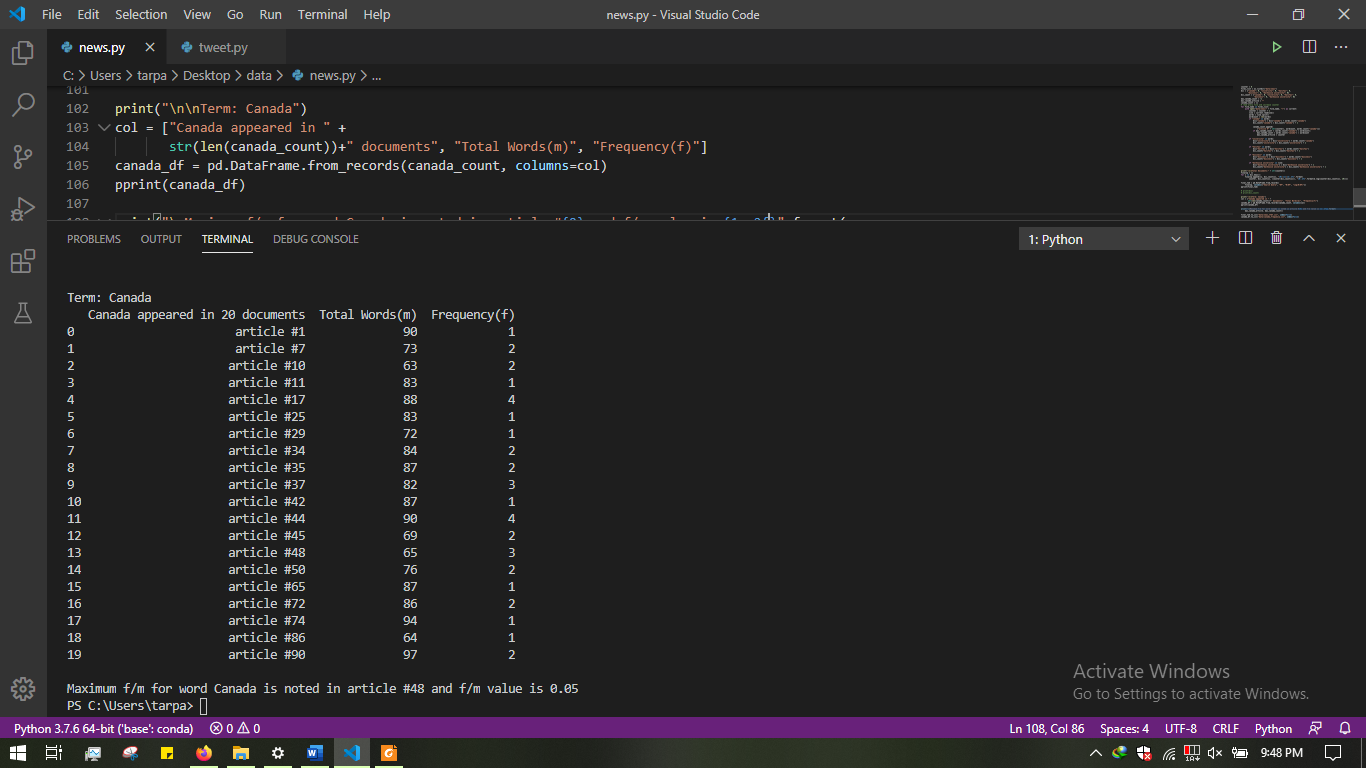 File Edit Selection View Go Run Terminal Help news.py - Visual Studio Code
news.py tweet.py
C: > Users > tarpa > Desktop > data > news.py > ...
101
102 print("\n\nTerm: Canada")
103 col = ["Canada appeared in " +
104 str(len(canada_count))+" documents", "Total Words(m)", "Frequency(f)"]
105 canada_df = pd.DataFrame.from_records(canada_count, columns=col)
106 pprint(canada_df)
107
PROBLEMS OUTPUT TERMINAL DEBUG CONSOLE 1: Python
Term: Canada
Canada appeared in 20 documents Total Words(m) Frequency(f)
0 article #1 90 1
1 article #7 73 2
2 article #10 63 2
3 article #11 83 1
4 article #17 88 4
5 article #25 83 1
6 article #29 72 1
7 article #34 84 2
8 article #35 87 2
9 article #37 82 3
10 article #42 87 1
11 article #44 90 4
12 article #45 69 2
13 article #48 65 3
14 article #50 76 2
15 article #65 87 1
16 article #72 86 2
17 article #74 94 1
18 article #86 64 1
19 article #90 97 2
Maximum f/m for word Canada is noted in article #48 and f/m value is 0.05
PS C:\Users\tarpa>
Activate Windows
Go to Settings to activate Windows.
Python 3.7.6 64-bit ('base': conda) 0 0 Ln 108, Col 86 Spaces: 4 UTF-8 CRLF Python
9:48 PM